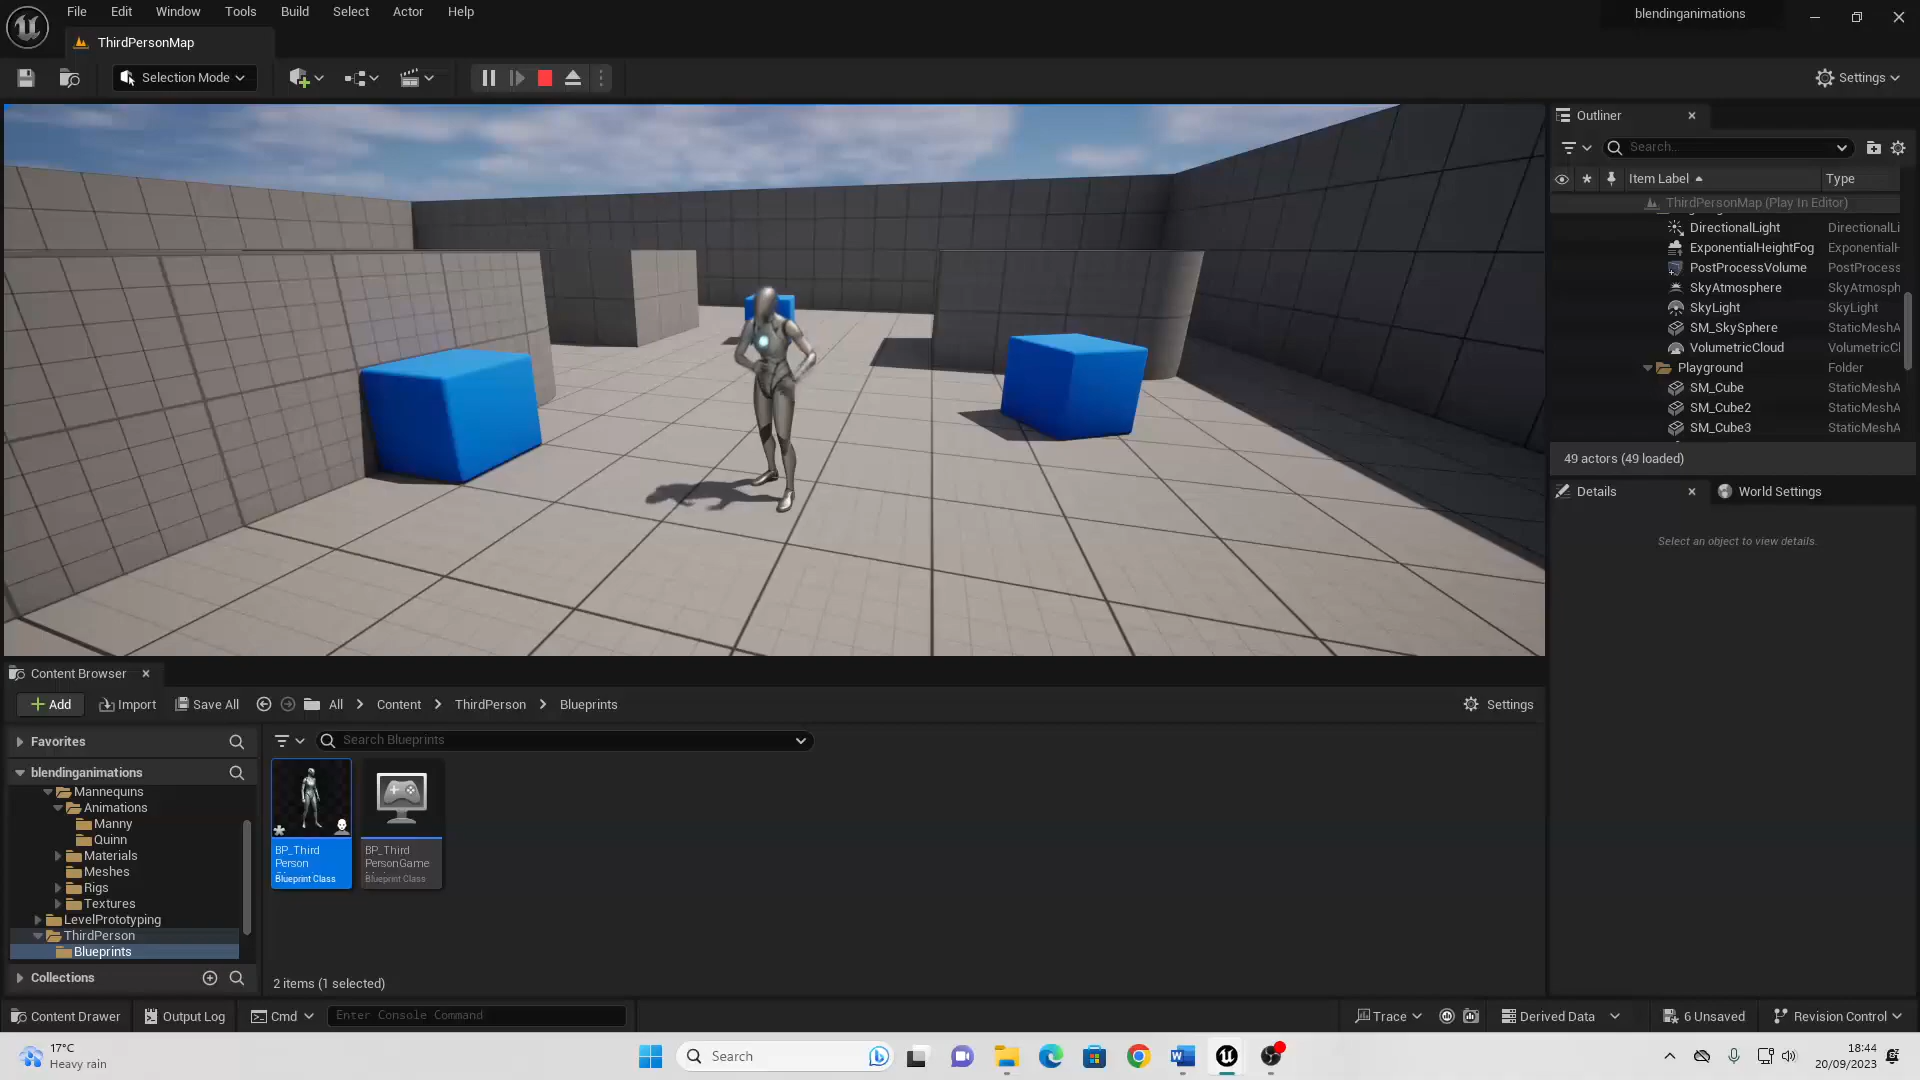 File Edit Window Tools Build Select Actor Help
blendinganimations
ThirdPersonMap
Selection Mode
Settings
Outliner
Search..
Item Label Type
ThirdPersonMap (Play In Editor)
DirectionalLight DirectionalLi
ExponentialHeightFog ExponentialH
PostProcessVolume PostProcess
SkyAtmosphere SkyAtmosph
SkyLight SkyLight
SM_SkySphere StaticMeshA
VolumetricCloud VolumetricCl
Playground Folder
SM_Cube StaticMeshA
SM_Cube2 StaticMeshA
SM_Cube3 StaticMeshA
49 actors (49 loaded)
Details World Settings
Select an object to view details.
Content Browser
Add Import Save All All Content ThirdPerson Blueprints Settings
Favorites
Search Blueprints
blendinganimations
Mannequins
Animations
Manny
Quinn
Materials
Meshes
Rigs
Textures
LevelPrototyping
ThirdPerson
Blueprints
Collections
BP_Third
Person
Blueprint Class
BP_Third
PersonGame
Blueprint Class
2 items (1 selected)
Content Drawer Output Log Cmd Enter Console Command Trace Derived Data 6 Unsaved Revision Control
17°C
Heavy rain
Search
18:44
20/09/2023